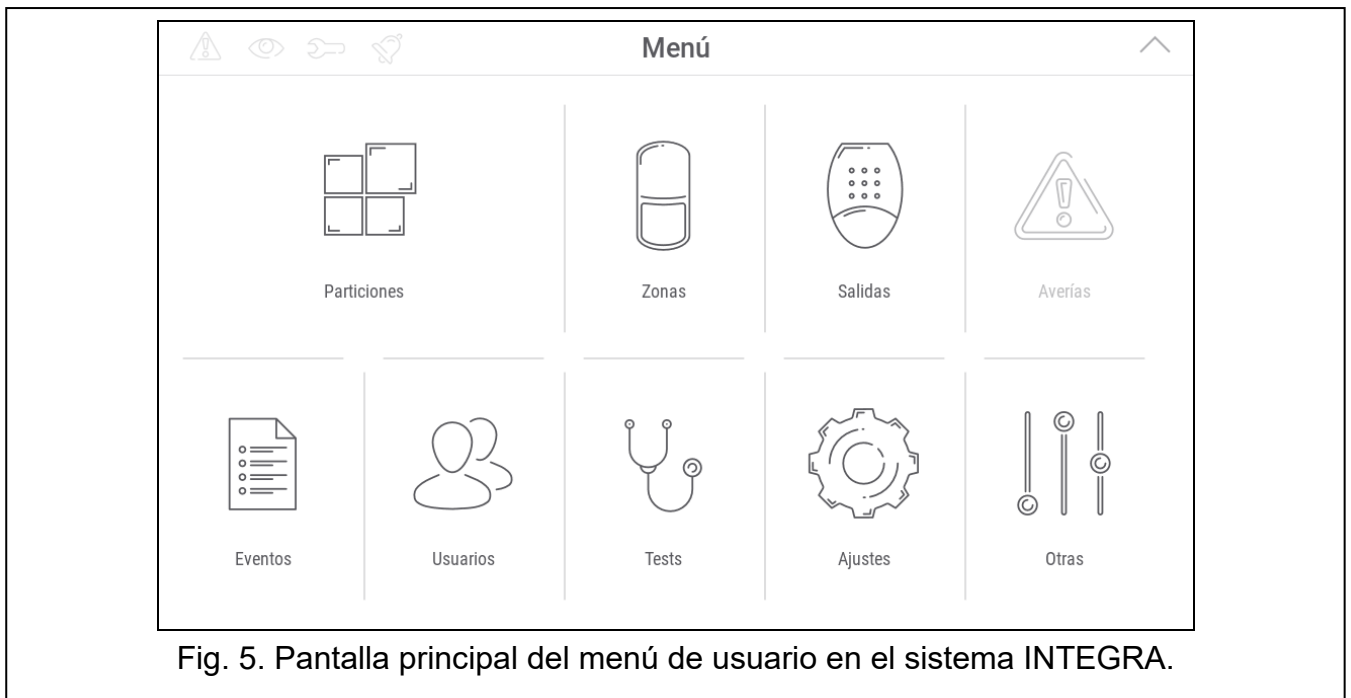 Menú
Particiones
Zonas
Salidas
Averías
Eventos
Usuarios
Tests
Ajustes
Otras
Fig. 5. Pantalla principal del menú de usuario en el sistema INTEGRA.